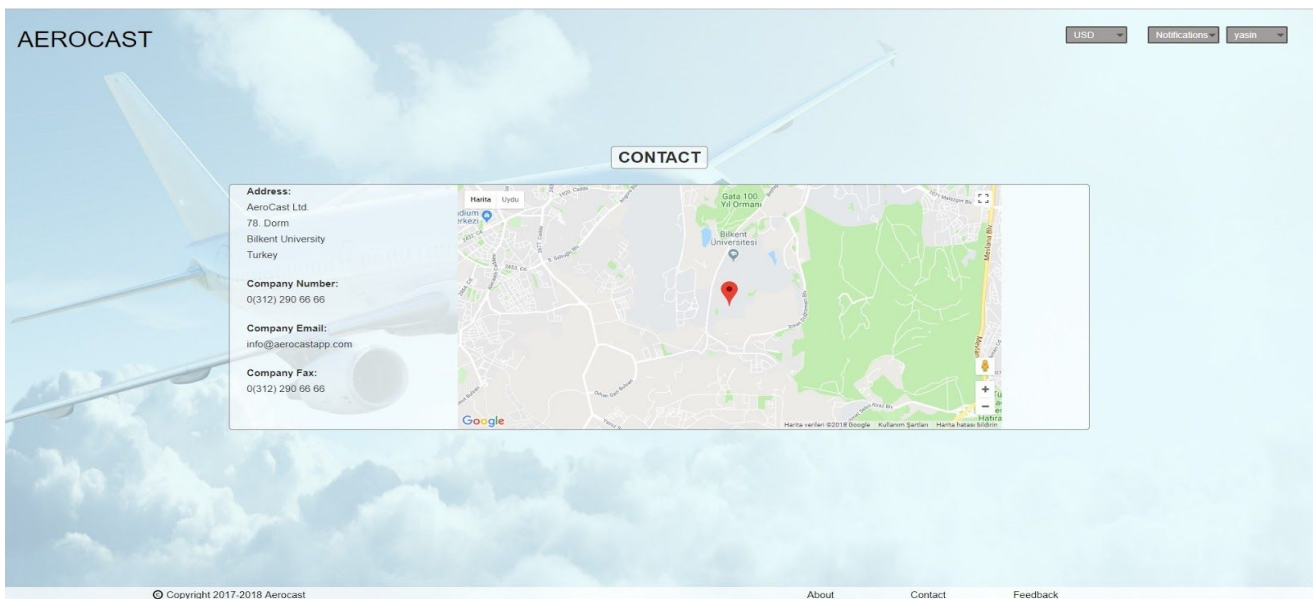 AEROCAST
USD
Notifications
yasin
CONTACT
Address:
AeroCast Ltd.
78. Dorm
Bilkent University
Turkey
Company Number:
0(312) 290 66 66
Company Email:
info@aerocastapp.com
Company Fax:
0(312) 290 66 66
Harita Uydu
Gata 100.
Yıl Ormanı
Bilkent
Üniversitesi
Mevlana Blv
Google
Harita verileri ©2018 Google Kullanım Şartları Harita hatası bildirin
© Copyright 2017-2018 Aerocast
About
Contact
Feedback